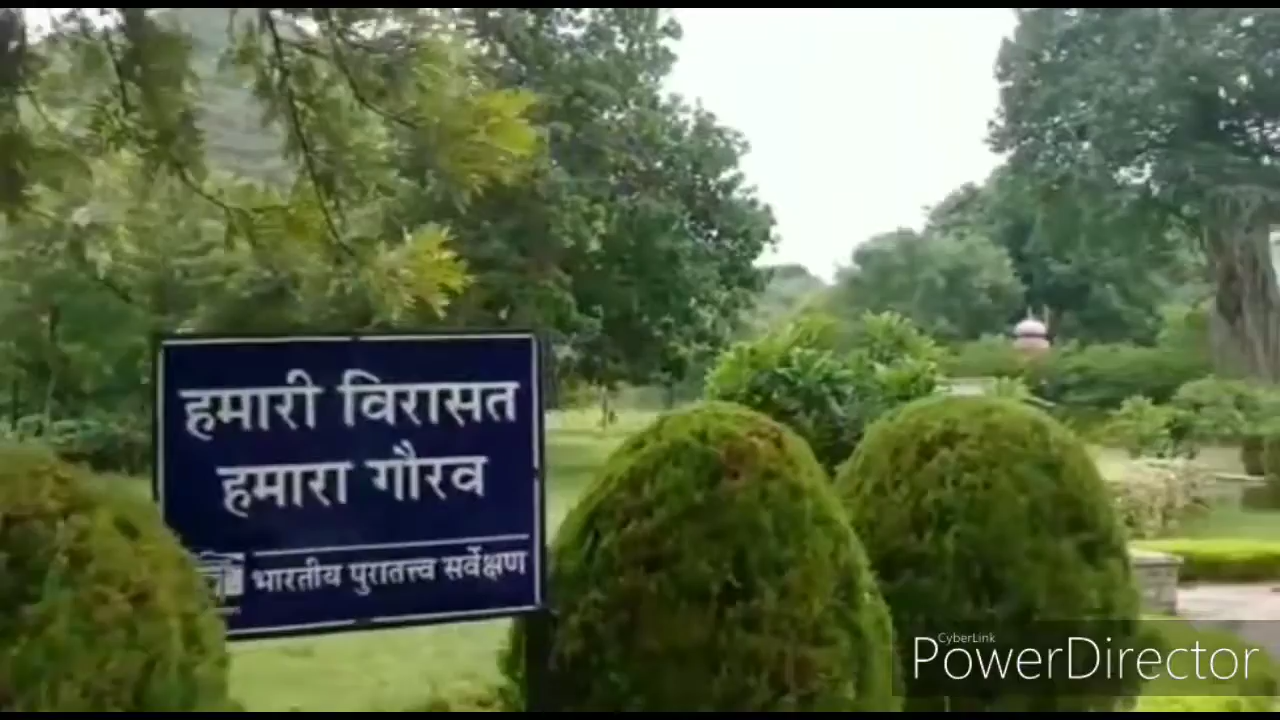 हमारी विरासत
हमारा गौरव
भारतीय पुरातत्त्व सर्वेक्षण
CyberLink
PowerDirector